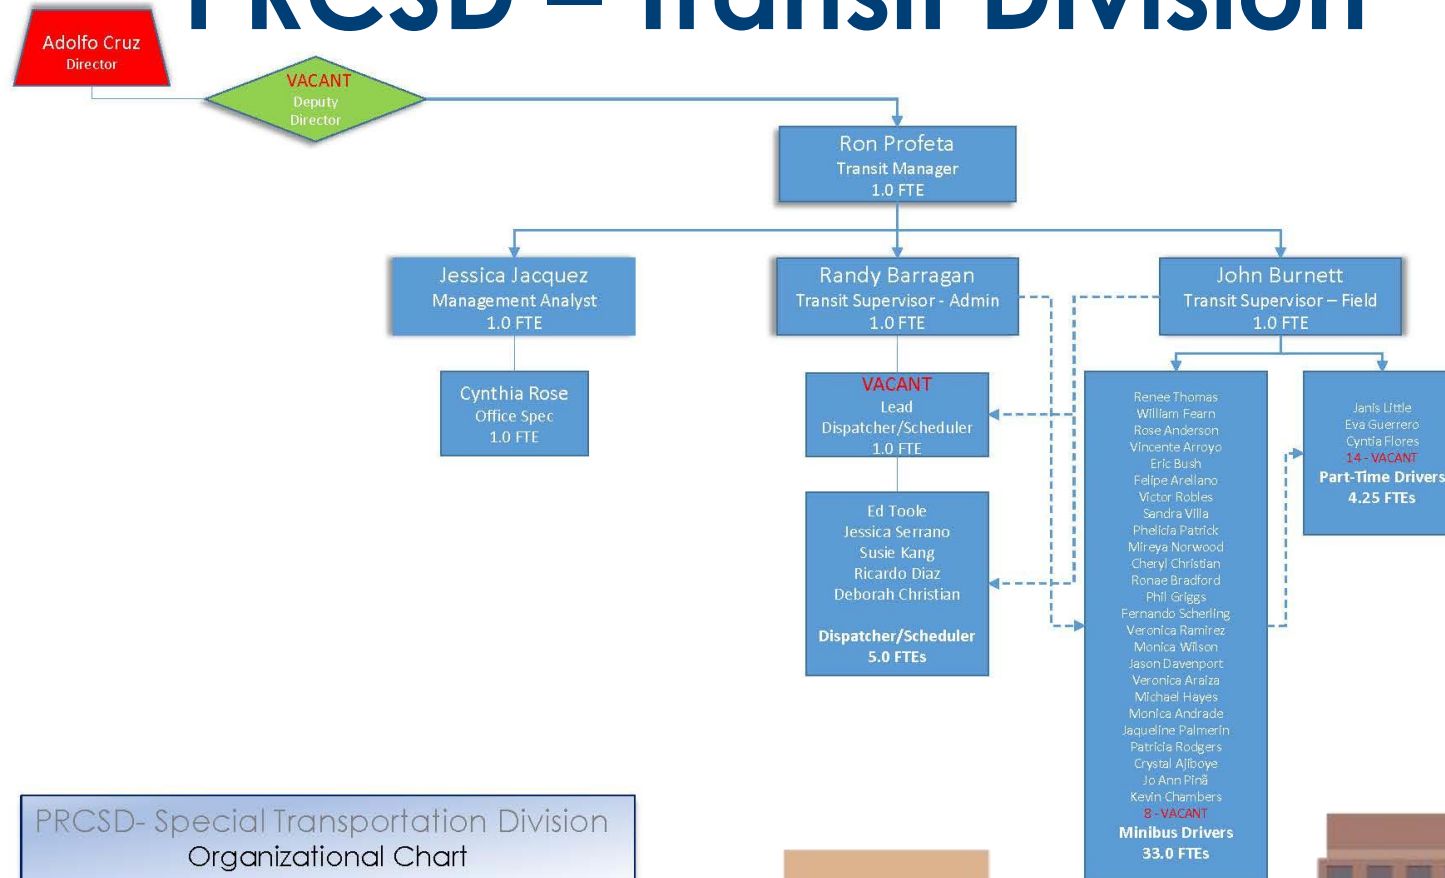 PRCSD – Transit Division
Adolfo Cruz
Director
VACANT
Deputy
Director
Ron Profeta
Transit Manager
1.0 FTE
Jessica Jacquez
Management Analyst
1.0 FTE
Randy Barragan
Transit Supervisor - Admin
1.0 FTE
John Burnett
Transit Supervisor – Field
1.0 FTE
Cynthia Rose
Office Spec
1.0 FTE
VACANT
Lead
Dispatcher/Scheduler
1.0 FTE
Ed Toole
Jessica Serrano
Susie Kang
Ricardo Diaz
Deborah Christian
Dispatcher/Scheduler
5.0 FTEs
Renee Thomas
William Fearn
Rose Anderson
Vincente Arroyo
Eric Bush
Felipe Arellano
Victor Robles
Sandra Villa
Phelicia Patrick
Mireya Norwood
Cheryl Christian
Ronae Bradford
Phil Griggs
Fernando Scherling
Veronica Ramirez
Monica Wilson
Jason Davenport
Veronica Araiza
Michael Hayes
Monica Andrade
Jaqueline Palmerin
Patricia Rodgers
Crystal Ajiboye
Jo Ann Pinã
Kevin Chambers
8 - VACANT
Minibus Drivers
33.0 FTEs
Janis Little
Eva Guerrero
Cyntia Flores
14 - VACANT
Part-Time Drivers
4.25 FTEs
PRCSD- Special Transportation Division
Organizational Chart